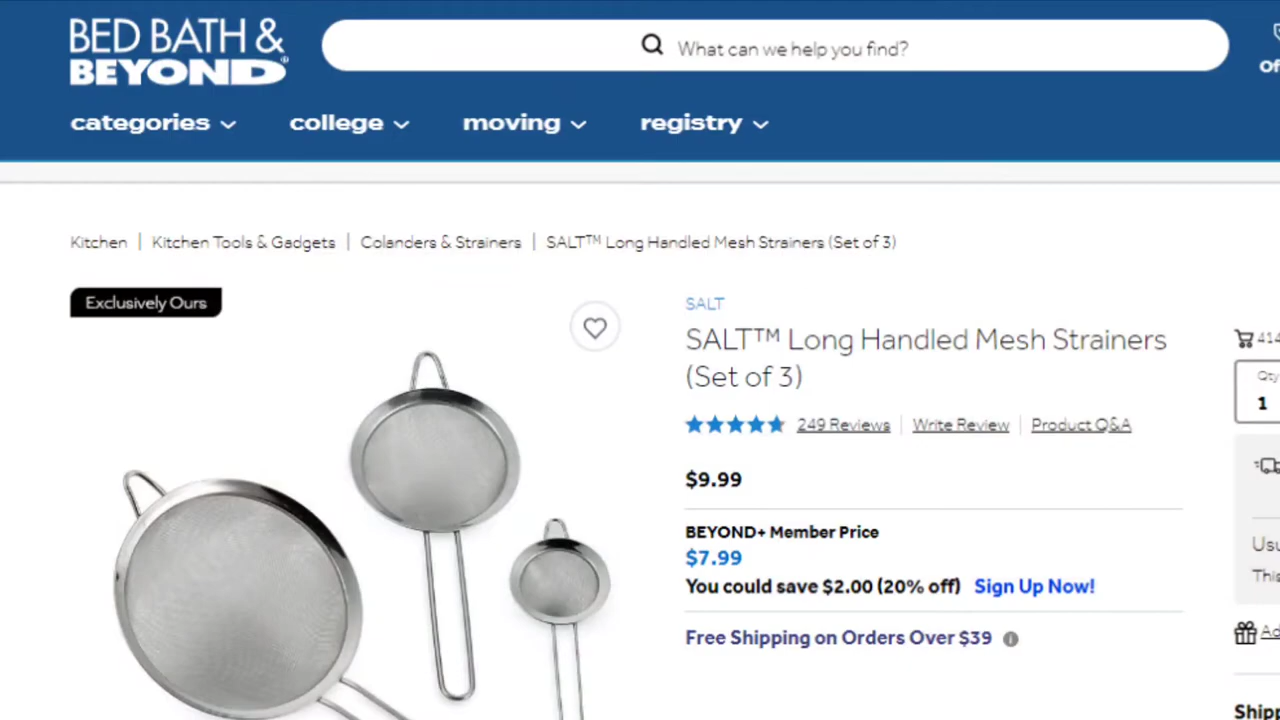 BED BATH &
BEYOND®
What can we help you find?
categories
college
moving
registry
Kitchen | Kitchen Tools & Gadgets | Colanders & Strainers | SALT™ Long Handled Mesh Strainers (Set of 3)
Exclusively Ours
SALT
SALT™ Long Handled Mesh Strainers
(Set of 3)
249 Reviews | Write Review | Product Q&A
$9.99
BEYOND+ Member Price
$7.99
You could save $2.00 (20% off) Sign Up Now!
Free Shipping on Orders Over $39
414
Qty
1